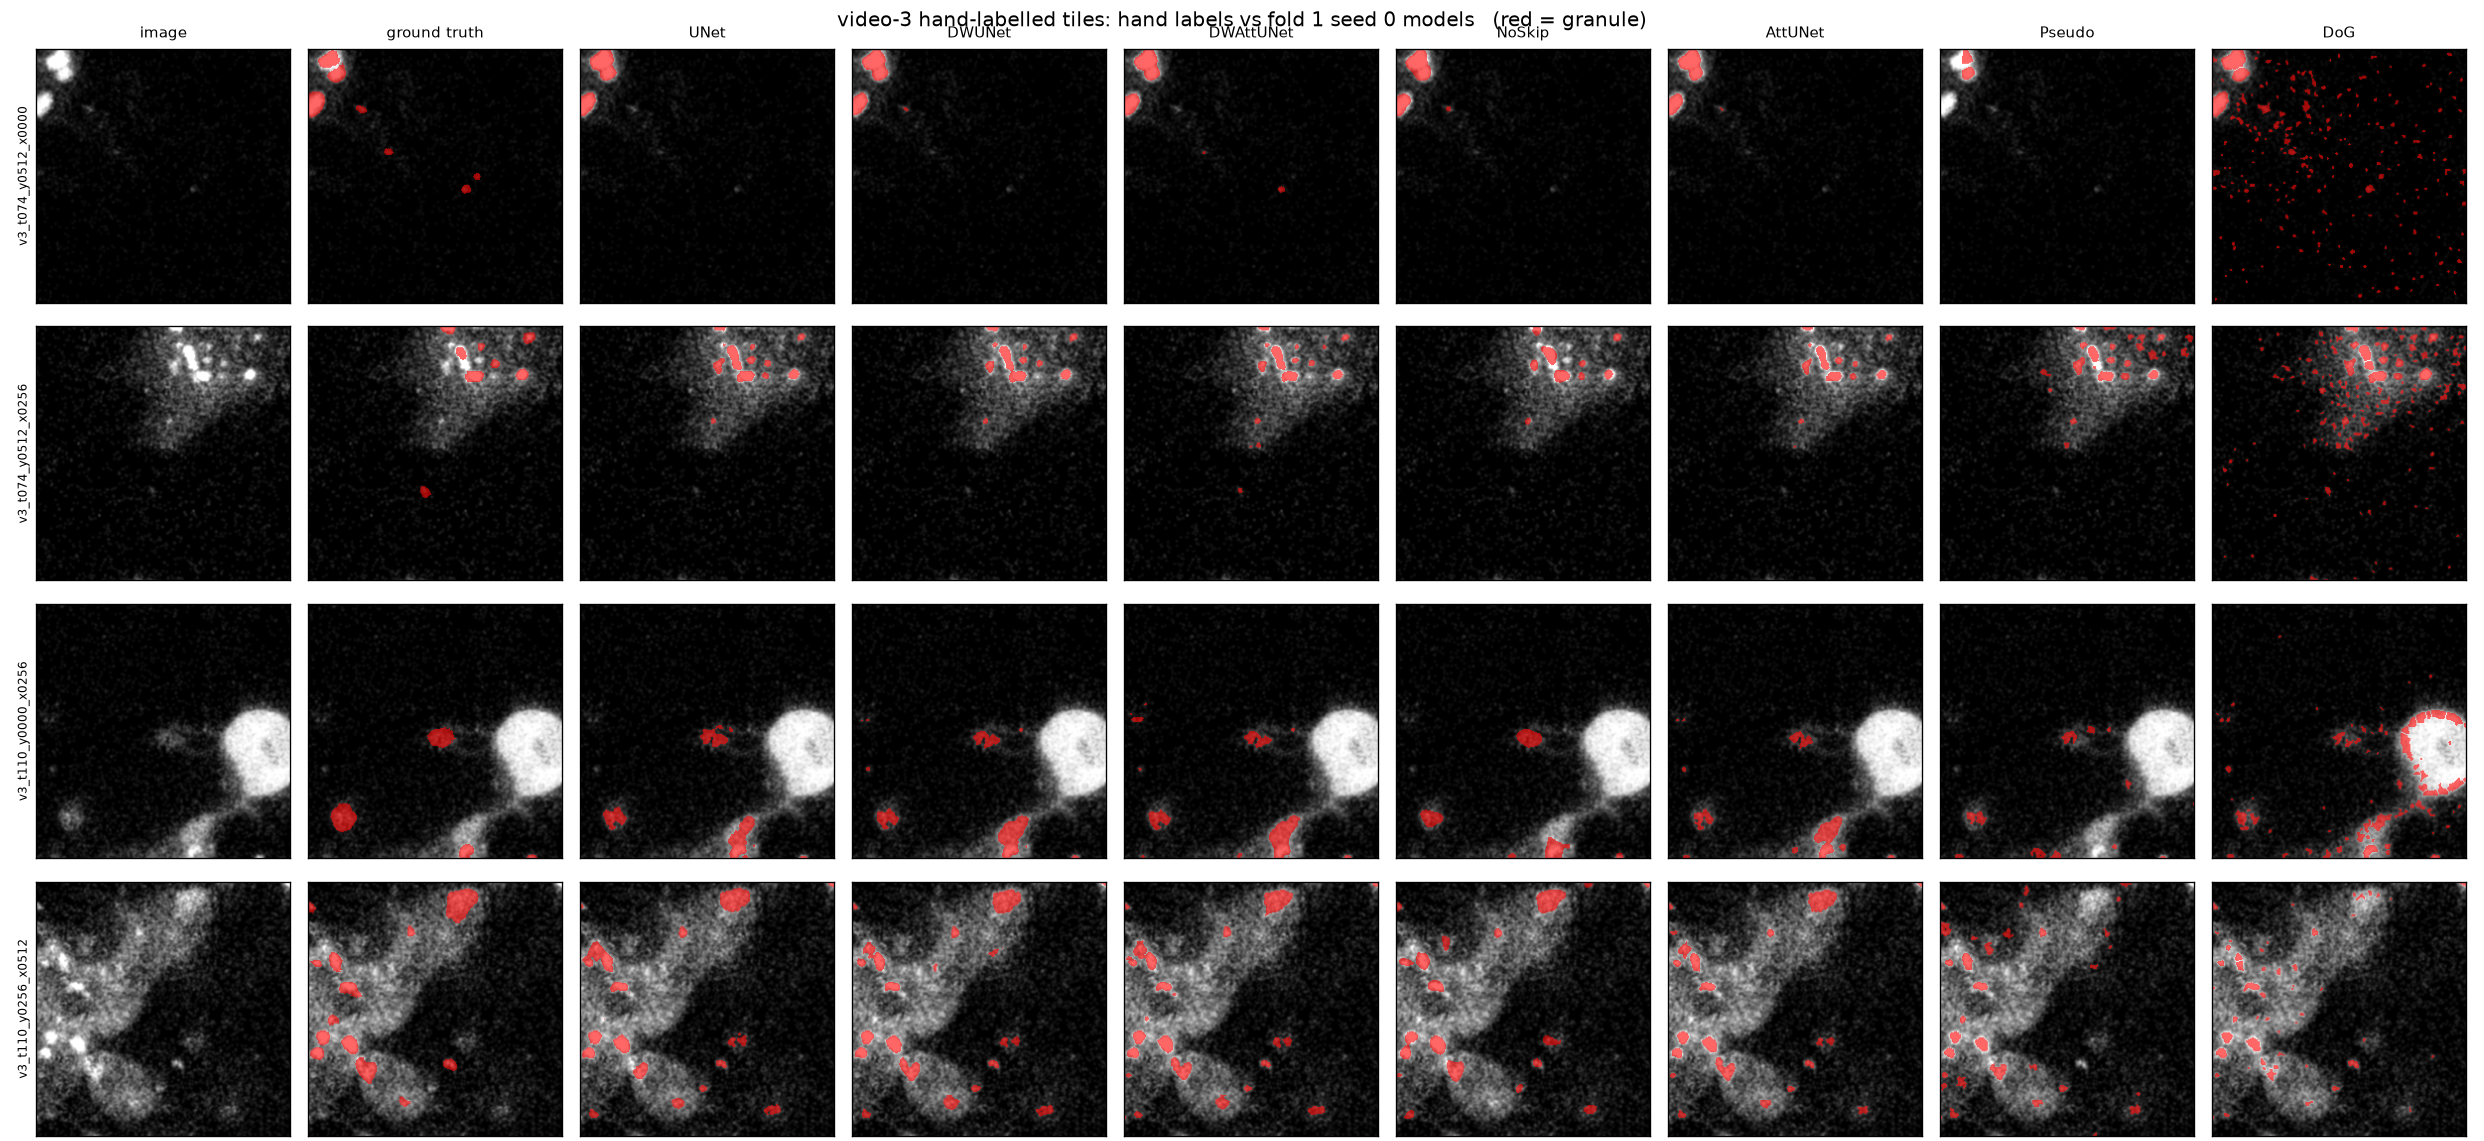 video-3 hand-labelled tiles: hand labels vs fold 1 seed 0 models (red = granule)
image ground truth UNet DWUNet DWAttUNet NoSkip AttUNet Pseudo DoG
v3_t074_y0512_x0000
v3_t074_y0512_x0256
v3_t110_y0000_x0256
v3_t110_y0256_x0512